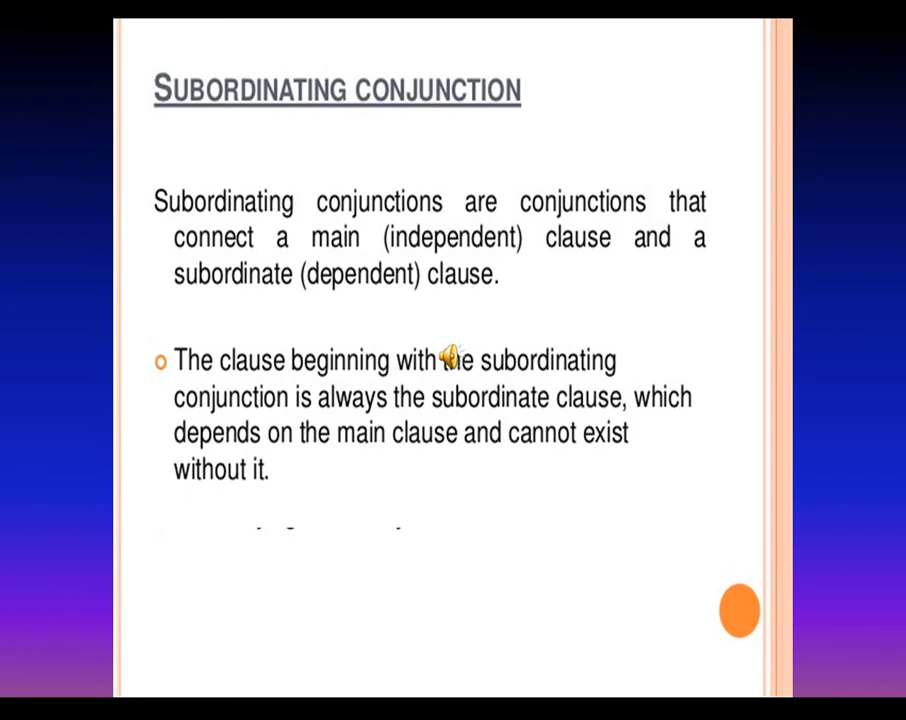 SUBORDINATING CONJUNCTION
Subordinating conjunctions are conjunctions that
connect a main (independent) clause and a
subordinate (dependent) clause.
The clause beginning with the subordinating
conjunction is always the subordinate clause, which
depends on the main clause and cannot exist
without it.